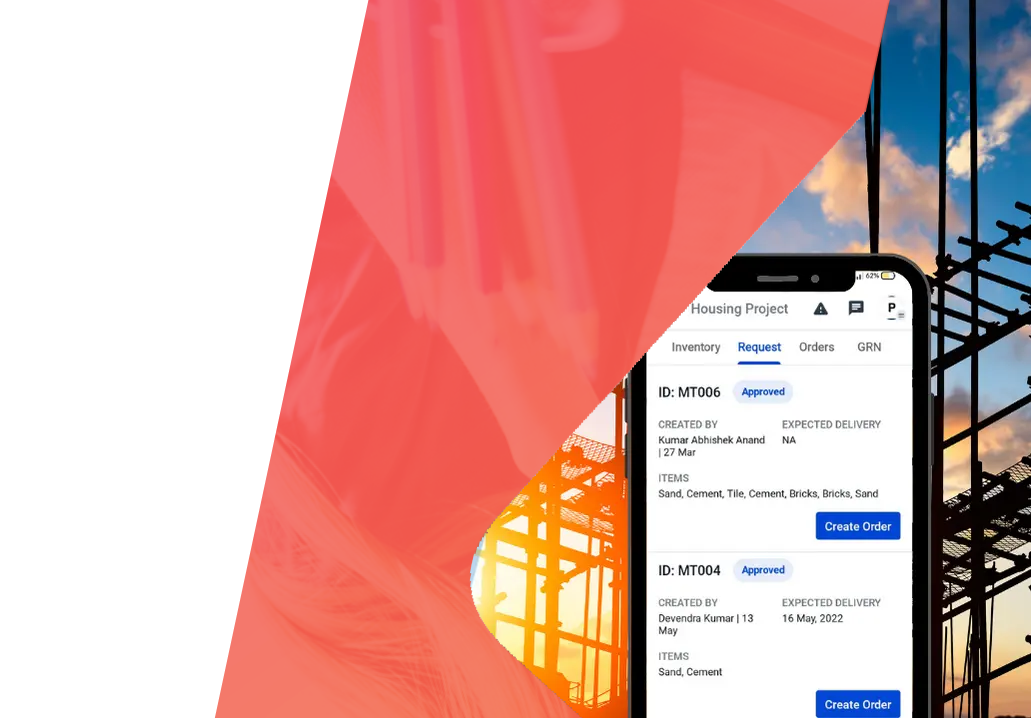 62%
Housing Project
P
Inventory Request Orders GRN
ID: MT006 Approved
CREATED BY EXPECTED DELIVERY
Kumar Abhishek Anand NA
| 27 Mar
ITEMS
Sand, Cement, Tile, Cement, Bricks, Bricks, Sand
Create Order
ID: MT004 Approved
CREATED BY EXPECTED DELIVERY
Devendra Kumar | 13 16 May, 2022
May
ITEMS
Sand, Cement
Create Order